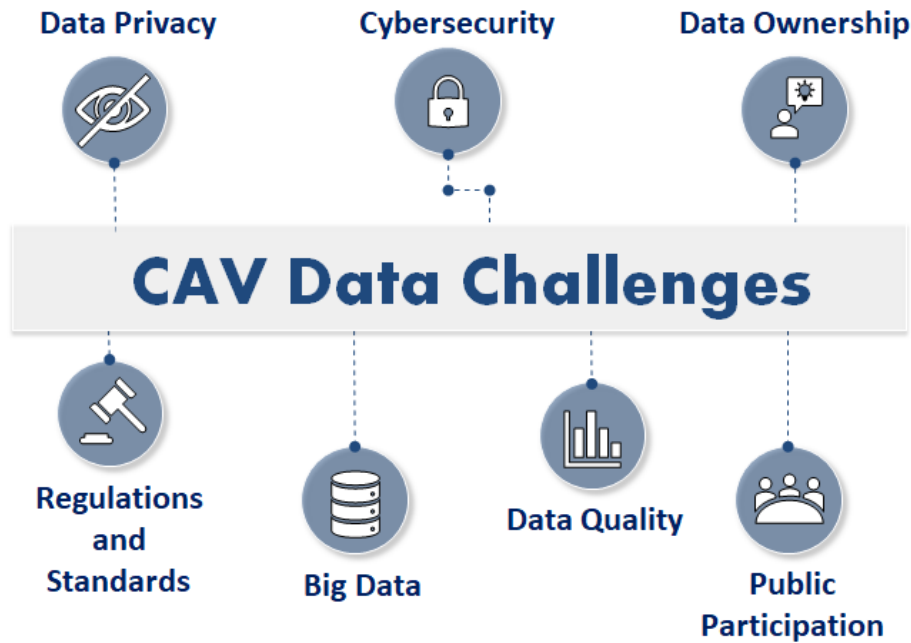 Data Privacy
Cybersecurity
Data Ownership
CAV Data Challenges
Regulations
and
Standards
Big Data
Data Quality
Public
Participation